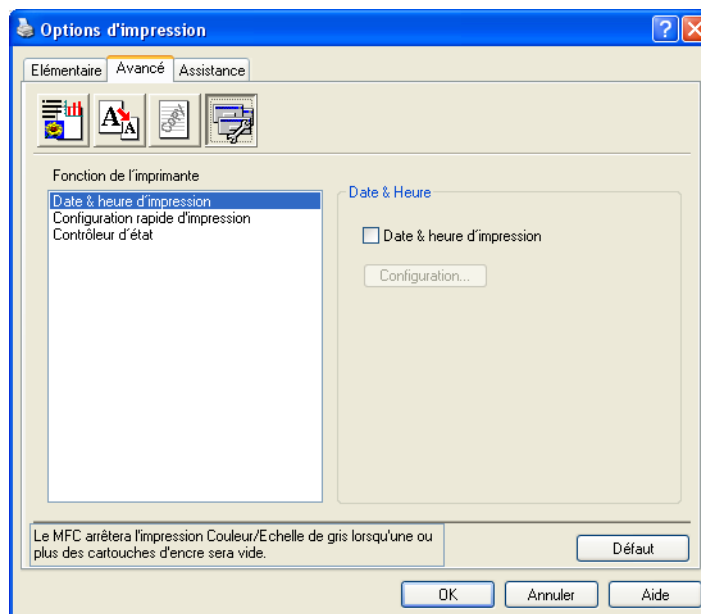 Options d'impression
Elémentaire Avancé Assistance
A A
COPY
Fonction de l'imprimante
Date & heure d'impression
Configuration rapide d'impression
Contrôleur d'état
Date & Heure
Date & heure d'impression
Configuration...
Le MFC arrêtera l'impression Couleur/Echelle de gris lorsqu'une ou
plus des cartouches d'encre sera vide.
Défaut
OK Annuler Aide